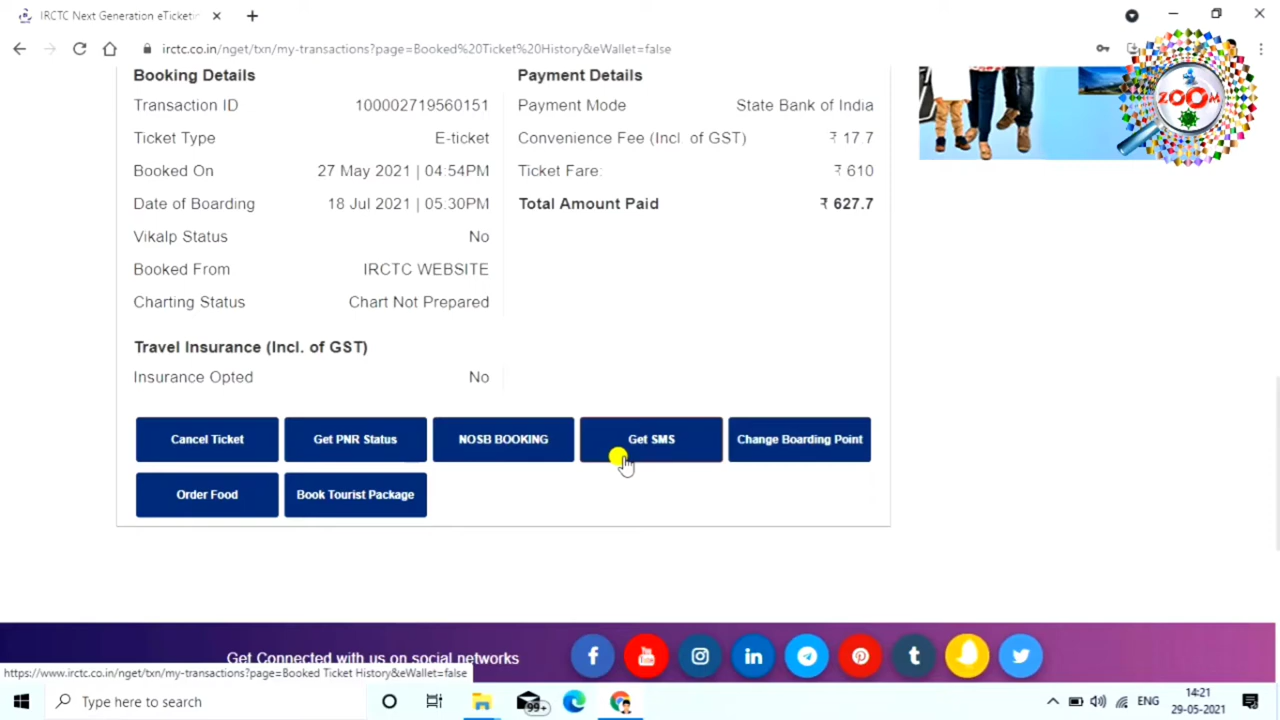 IRCTC Next Generation eTicketin
irctc.co.in/nget/txn/my-transactions?page=Booked%20Ticket%20History&eWallet=false
ZOOM
Booking Details
Transaction ID 100002719560151
Ticket Type E-ticket
Booked On 27 May 2021 | 04:54PM
Date of Boarding 18 Jul 2021 | 05:30PM
Vikalp Status No
Booked From IRCTC WEBSITE
Charting Status Chart Not Prepared
Payment Details
Payment Mode State Bank of India
Convenience Fee (Incl. of GST) ₹ 17.7
Ticket Fare: ₹ 610
Total Amount Paid ₹ 627.7
Travel Insurance (Incl. of GST)
Insurance Opted No
Cancel Ticket Get PNR Status NOSB BOOKING Get SMS Change Boarding Point
Order Food Book Tourist Package
Get Connected with us on social networks
https://www.irctc.co.in/nget/txn/my-transactions?page=Booked Ticket History&eWallet=false
Type here to search
99+
ENG
14:21
29-05-2021